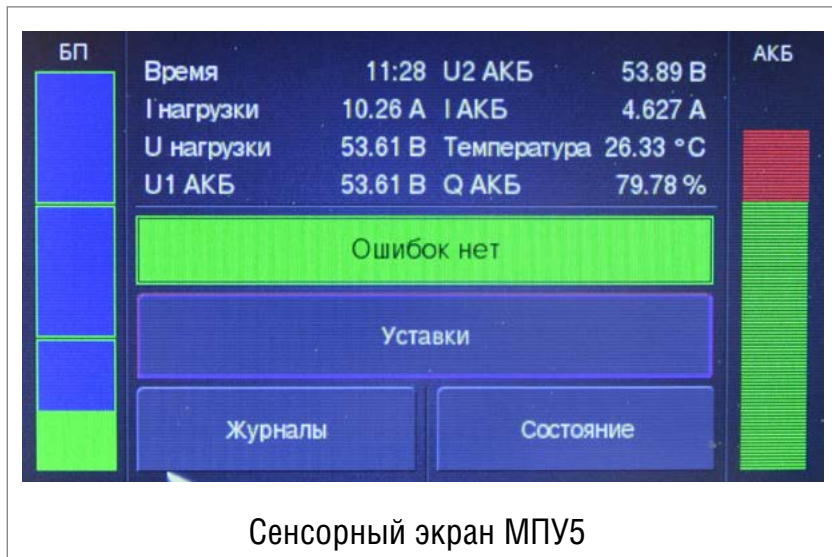 БП
Время 11:28 U2 АКБ 53.89 В
I нагрузки 10.26 А I АКБ 4.627 А
U нагрузки 53.61 В Температура 26.33 °C
U1 АКБ 53.61 В Q АКБ 79.78 %
АКБ
Ошибок нет
Уставки
Журналы Состояние
Сенсорный экран МПУ5